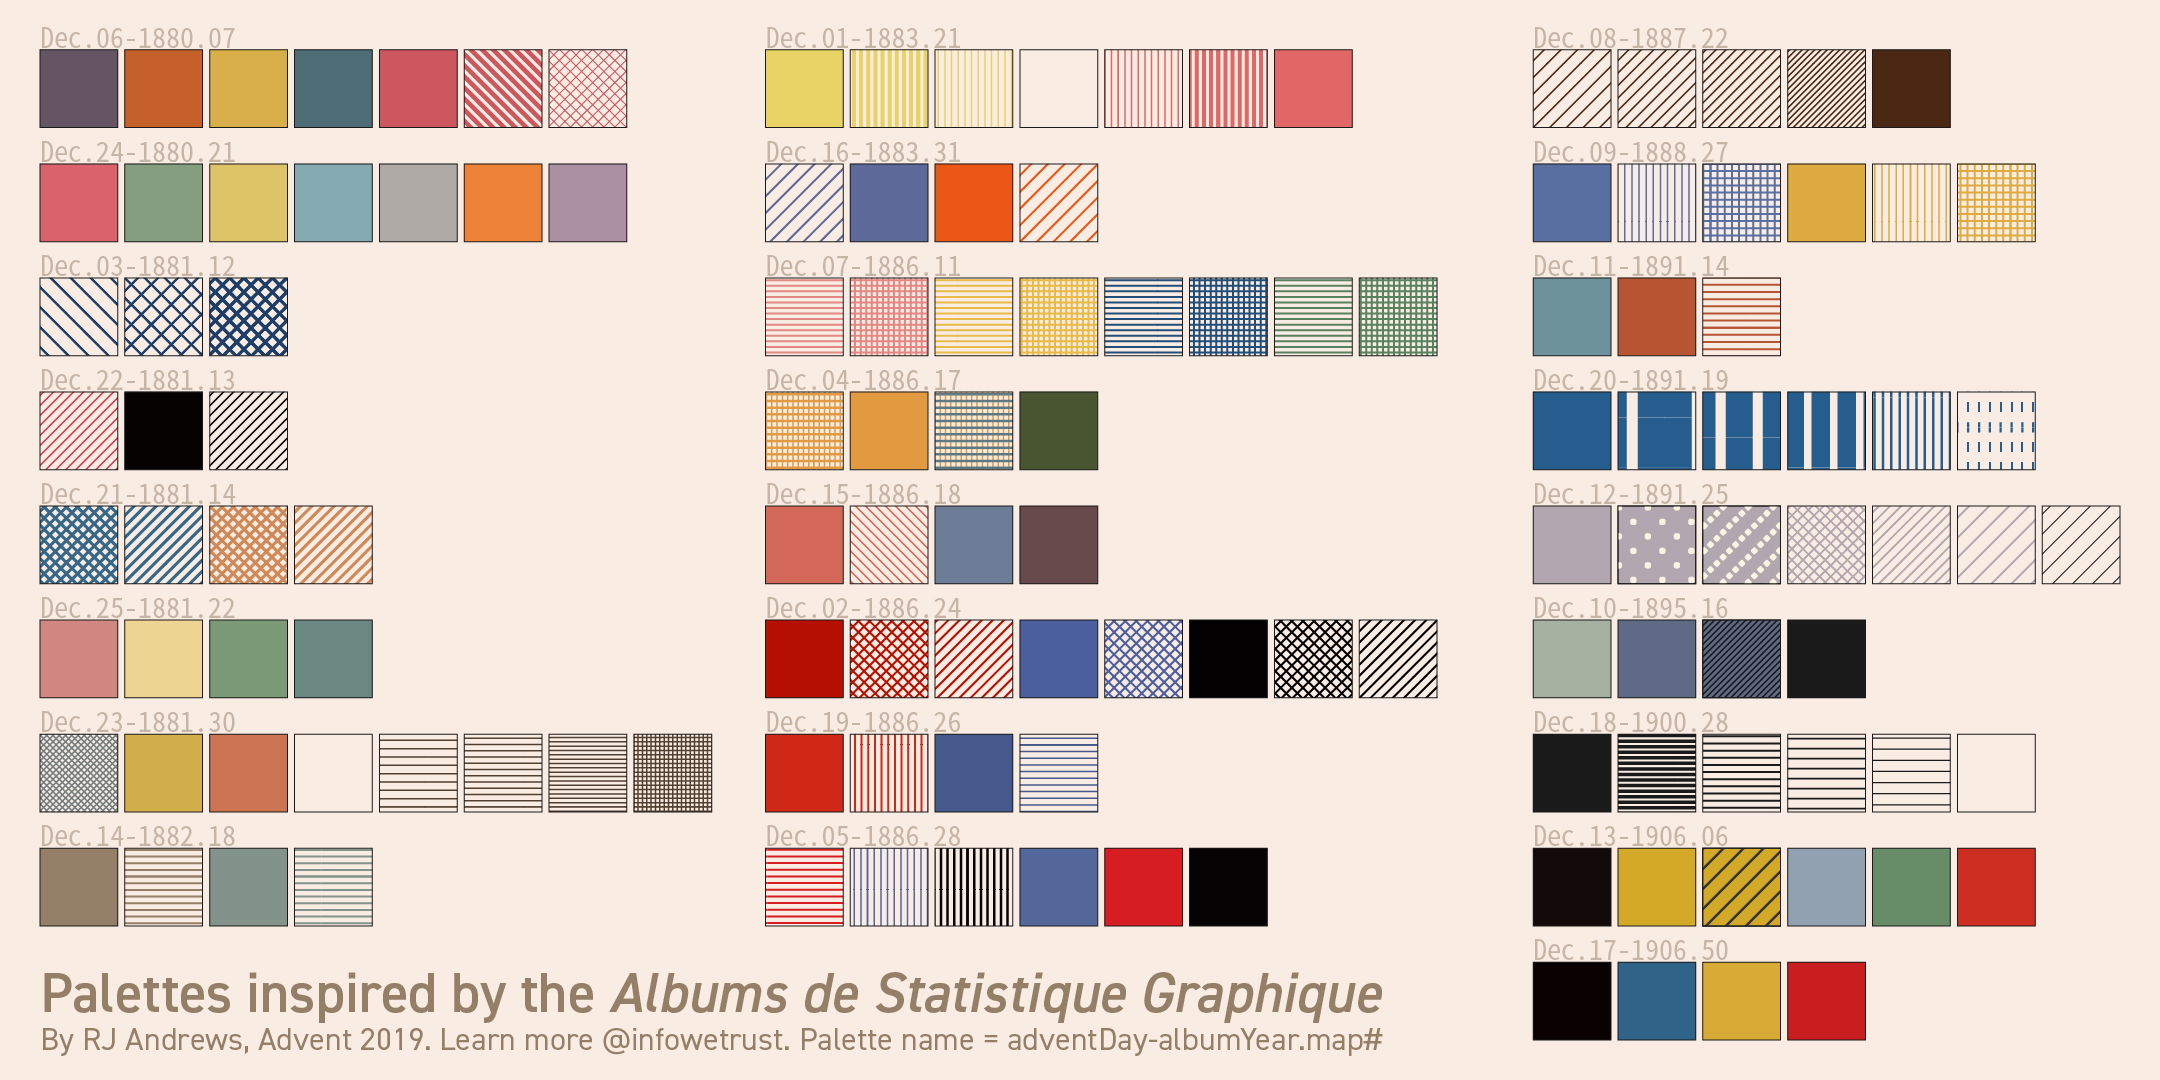 Dec.06-1880.07
Dec.24-1880.21
Dec.03-1881.12
Dec.22-1881.13
Dec.21-1881.14
Dec.25-1881.22
Dec.23-1881.30
Dec.14-1882.18
Dec.01-1883.21
Dec.16-1883.31
Dec.07-1886.11
Dec.04-1886.17
Dec.15-1886.18
Dec.02-1886.24
Dec.19-1886.26
Dec.05-1886.28
Dec.08-1887.22
Dec.09-1888.27
Dec.11-1891.14
Dec.20-1891.19
Dec.12-1891.25
Dec.10-1895.16
Dec.18-1900.28
Dec.13-1906.06
Dec.17-1906.50
Palettes inspired by the Albums de Statistique Graphique
By RJ Andrews, Advent 2019. Learn more @infowetrust. Palette name = adventDay-albumYear.map#